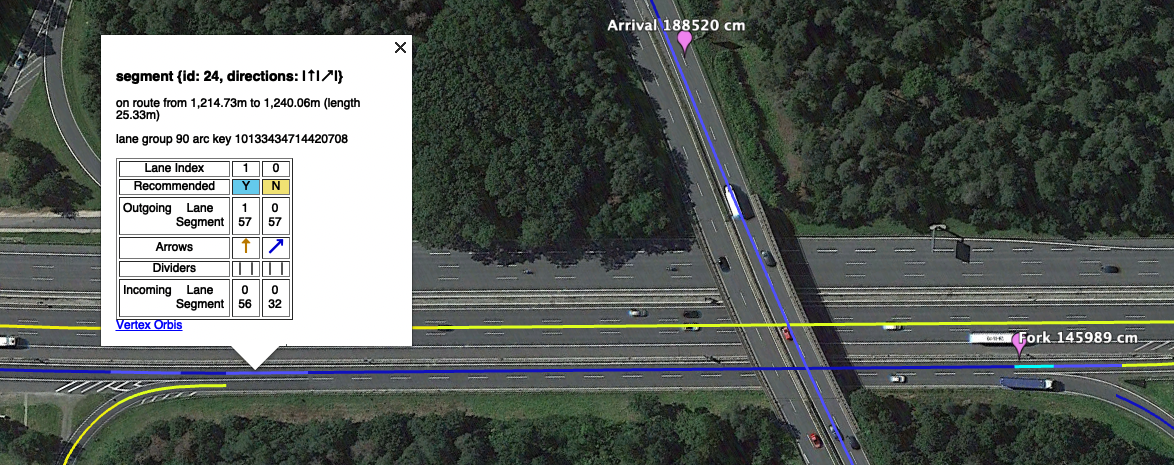 Arrival 188520 cm
segment {id: 24, directions: |↑|↗|}
on route from 1,214.73m to 1,240.06m (length
25.33m)
lane group 90 arc key 10133434714420708
Lane Index 1 0
Recommended Y N
Outgoing Lane 1 0
Segment 57 57
Arrows ↑ ↗
Dividers | | | |
Incoming Lane 0 0
Segment 56 32
Vertex Orbis
Fork 145989 cm